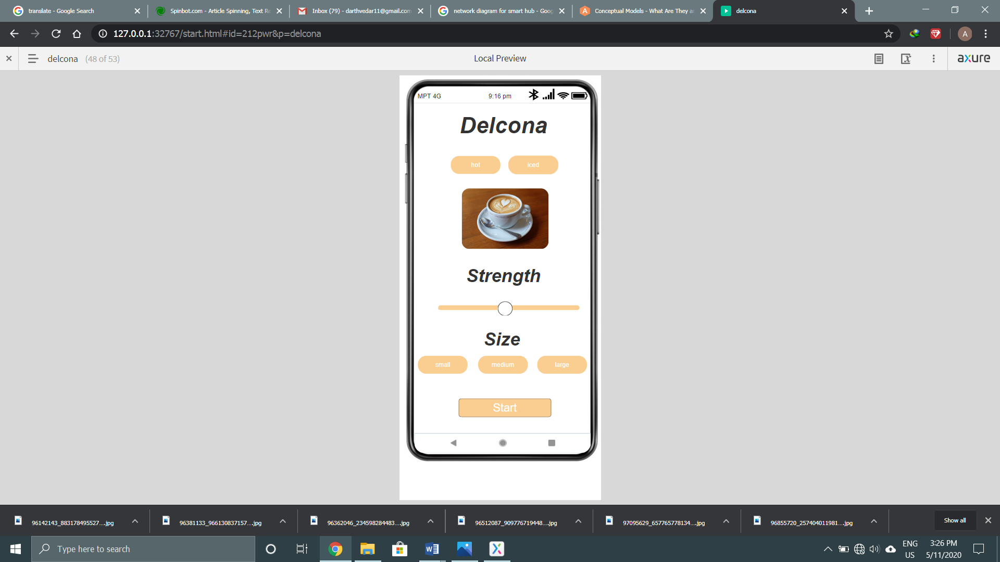 translate - Google Search
Spinbot.com - Article Spinning, Text Re
Inbox (79) - darthvedar11@gmail.com
network diagram for smart hub - Goog
Conceptual Models - What Are They a
delcona
127.0.0.1:32767/start.html#id=212pwr&p=delcona
A
delcona (48 of 53)
Local Preview
axure
MPT 4G
9:16 pm
Delcona
hot
iced
Strength
Size
small
medium
large
Start
96142143_883178495527....jpg
96381133_966130837157....jpg
96362046_234598284483....jpg
96512087_909776719448....jpg
97095629_657765778134....jpg
96855720_257404011981....jpg
Show all
Type here to search
ENG
US
3:26 PM
5/11/2020